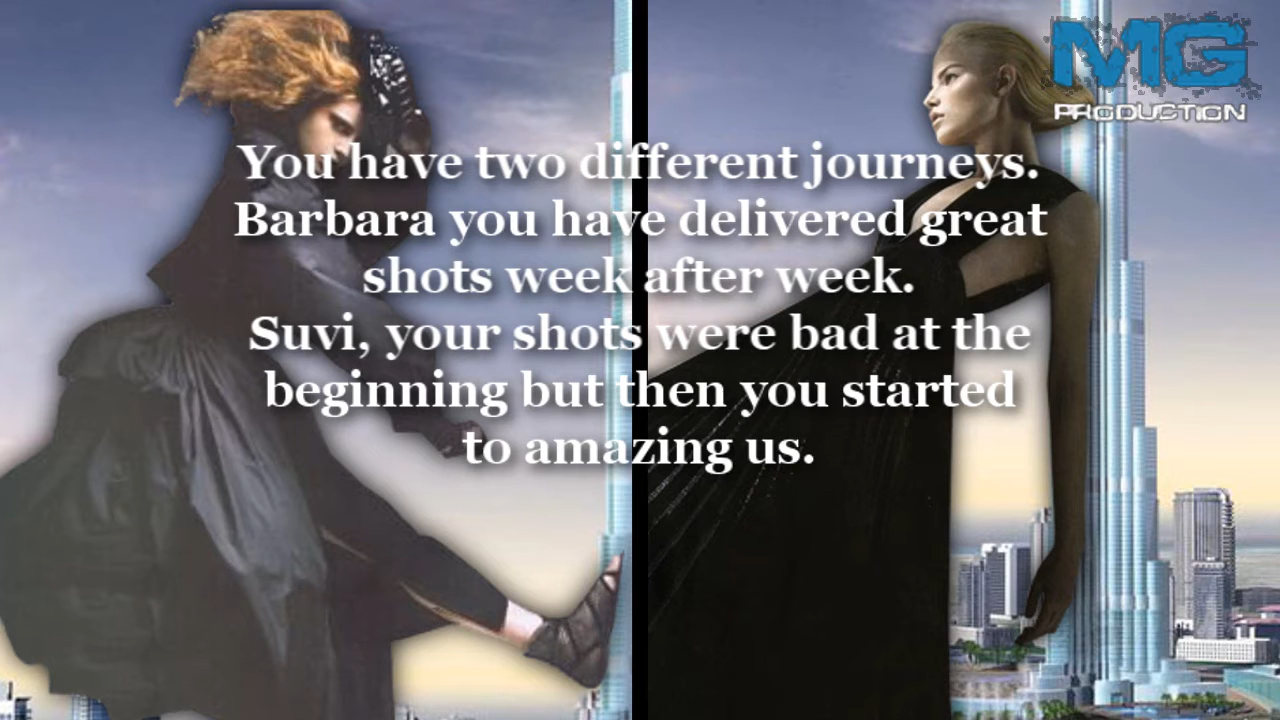 MG
PRODUCTION
You have two different journeys.
Barbara you have delivered great
shots week after week.
Suvi, your shots were bad at the
beginning but then you started
to amazing us.